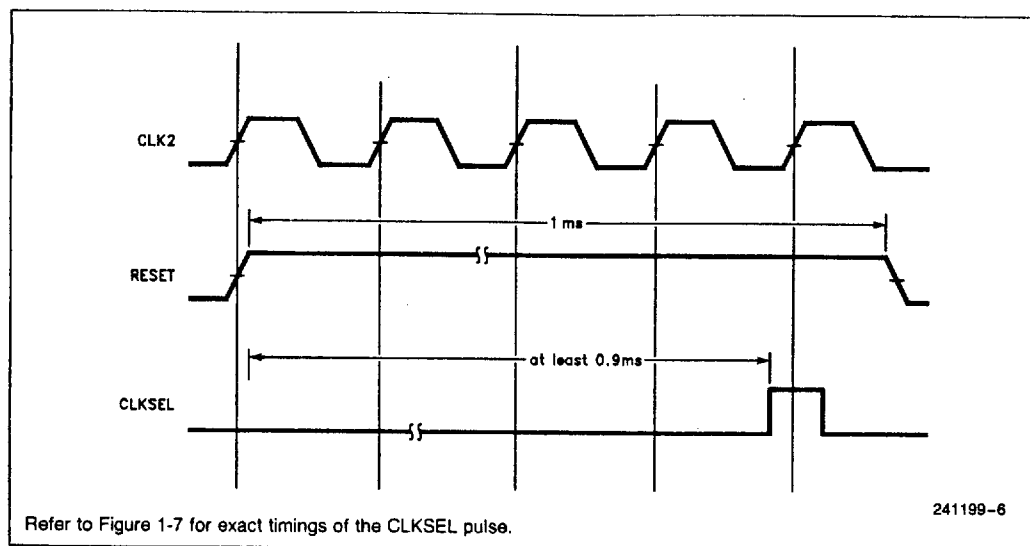 CLK2
1 ms
RESET
at least 0.9ms
CLKSEL
241199-6
Refer to Figure 1-7 for exact timings of the CLKSEL pulse.